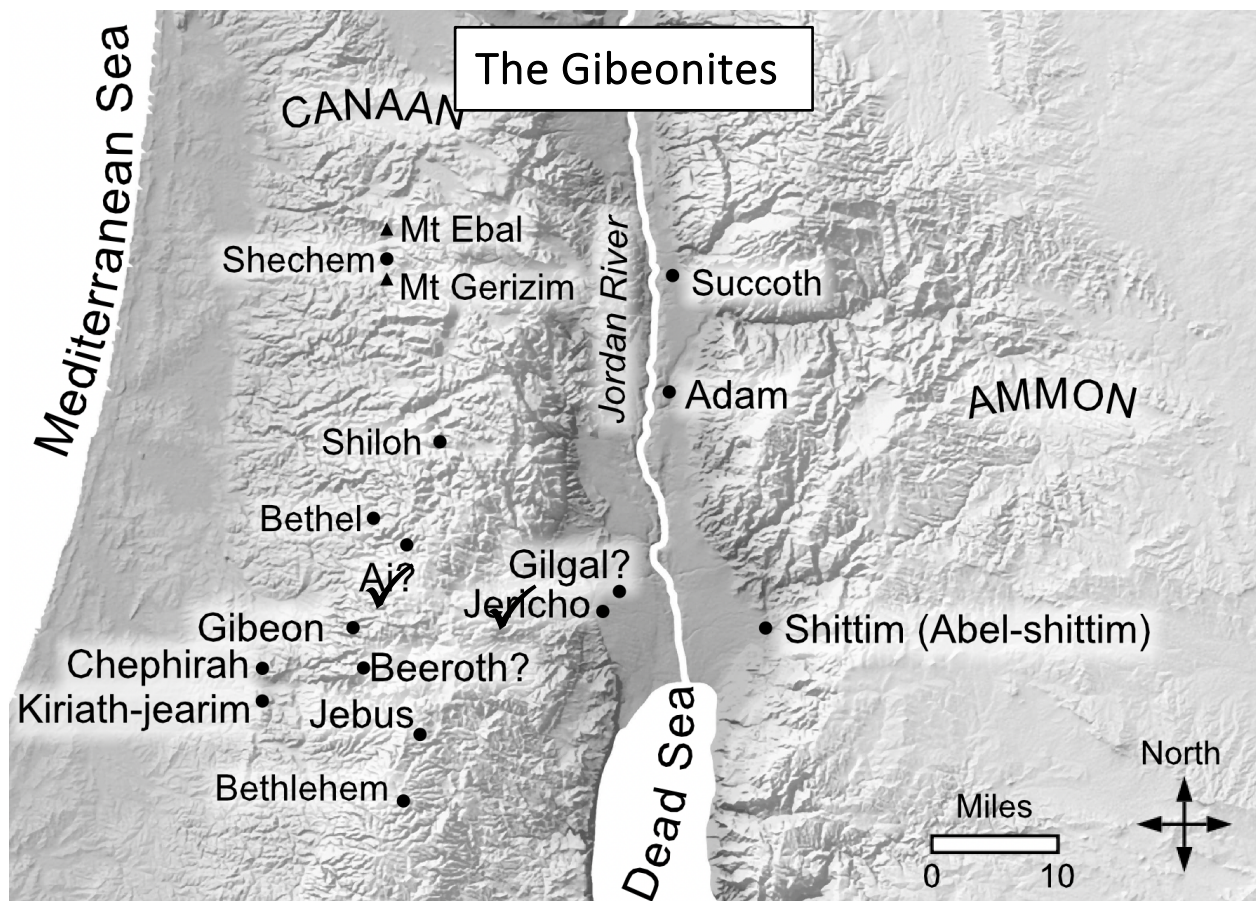 The Gibeonites
Mediterranean Sea
CANAAN
Mt Ebal
Shechem
Mt Gerizim
Jordan River
Succoth
Adam
AMMON
Shiloh
Bethel
Ai?
Gilgal?
Jericho
Gibeon
Shittim (Abel-shittim)
Chephirah
Beeroth?
Kiriath-jearim
Jebus
Bethlehem
Dead Sea
North
Miles
0 10